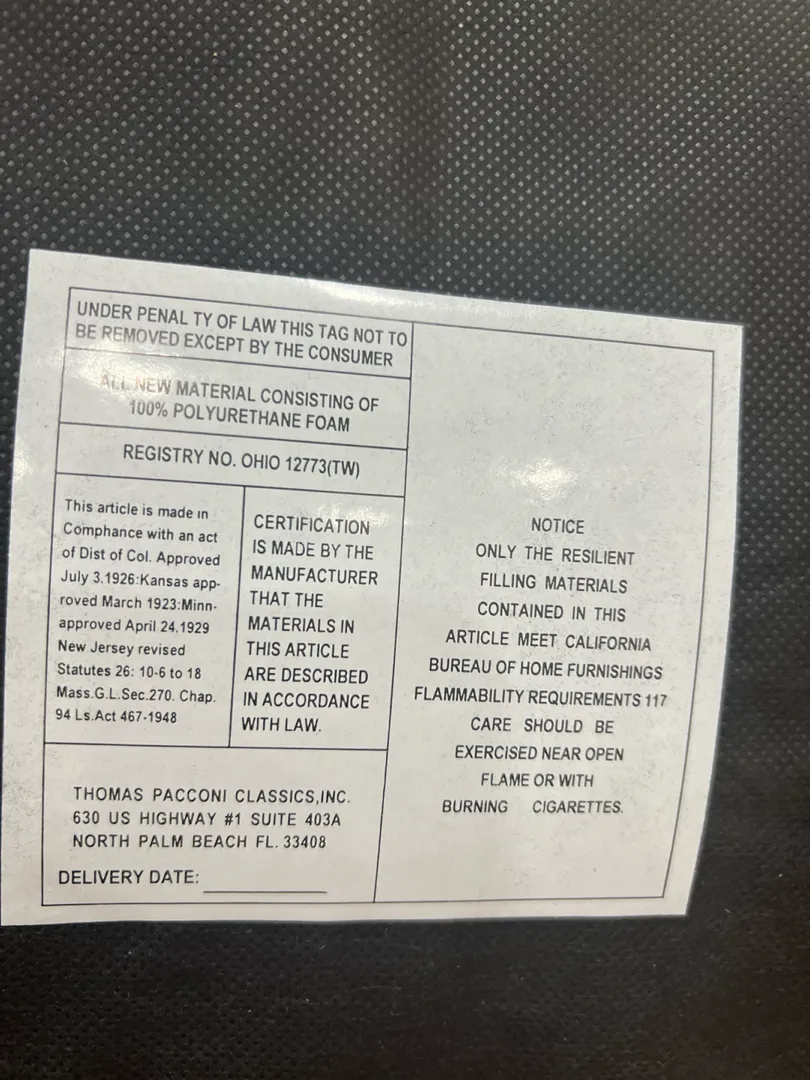 UNDER PENAL TY OF LAW THIS TAG NOT TO
BE REMOVED EXCEPT BY THE CONSUMER
ALL NEW MATERIAL CONSISTING OF
100% POLYURETHANE FOAM
REGISTRY NO. OHIO 12773(TW)
This article is made in
Comphance with an act
of Dist of Col. Approved
July 3.1926:Kansas app-
roved March 1923:Minn-
approved April 24.1929
New Jersey revised
Statutes 26: 10-6 to 18
Mass.G.L.Sec.270. Chap.
94 Ls.Act 467-1948
CERTIFICATION
IS MADE BY THE
MANUFACTURER
THAT THE
MATERIALS IN
THIS ARTICLE
ARE DESCRIBED
IN ACCORDANCE
WITH LAW.
THOMAS PACCONI CLASSICS,INC.
630 US HIGHWAY #1 SUITE 403A
NORTH PALM BEACH FL. 33408
DELIVERY DATE:
NOTICE
ONLY THE RESILIENT
FILLING MATERIALS
CONTAINED IN THIS
ARTICLE MEET CALIFORNIA
BUREAU OF HOME FURNISHINGS
FLAMMABILITY REQUIREMENTS 117
CARE SHOULD BE
EXERCISED NEAR OPEN
FLAME OR WITH
BURNING CIGARETTES.